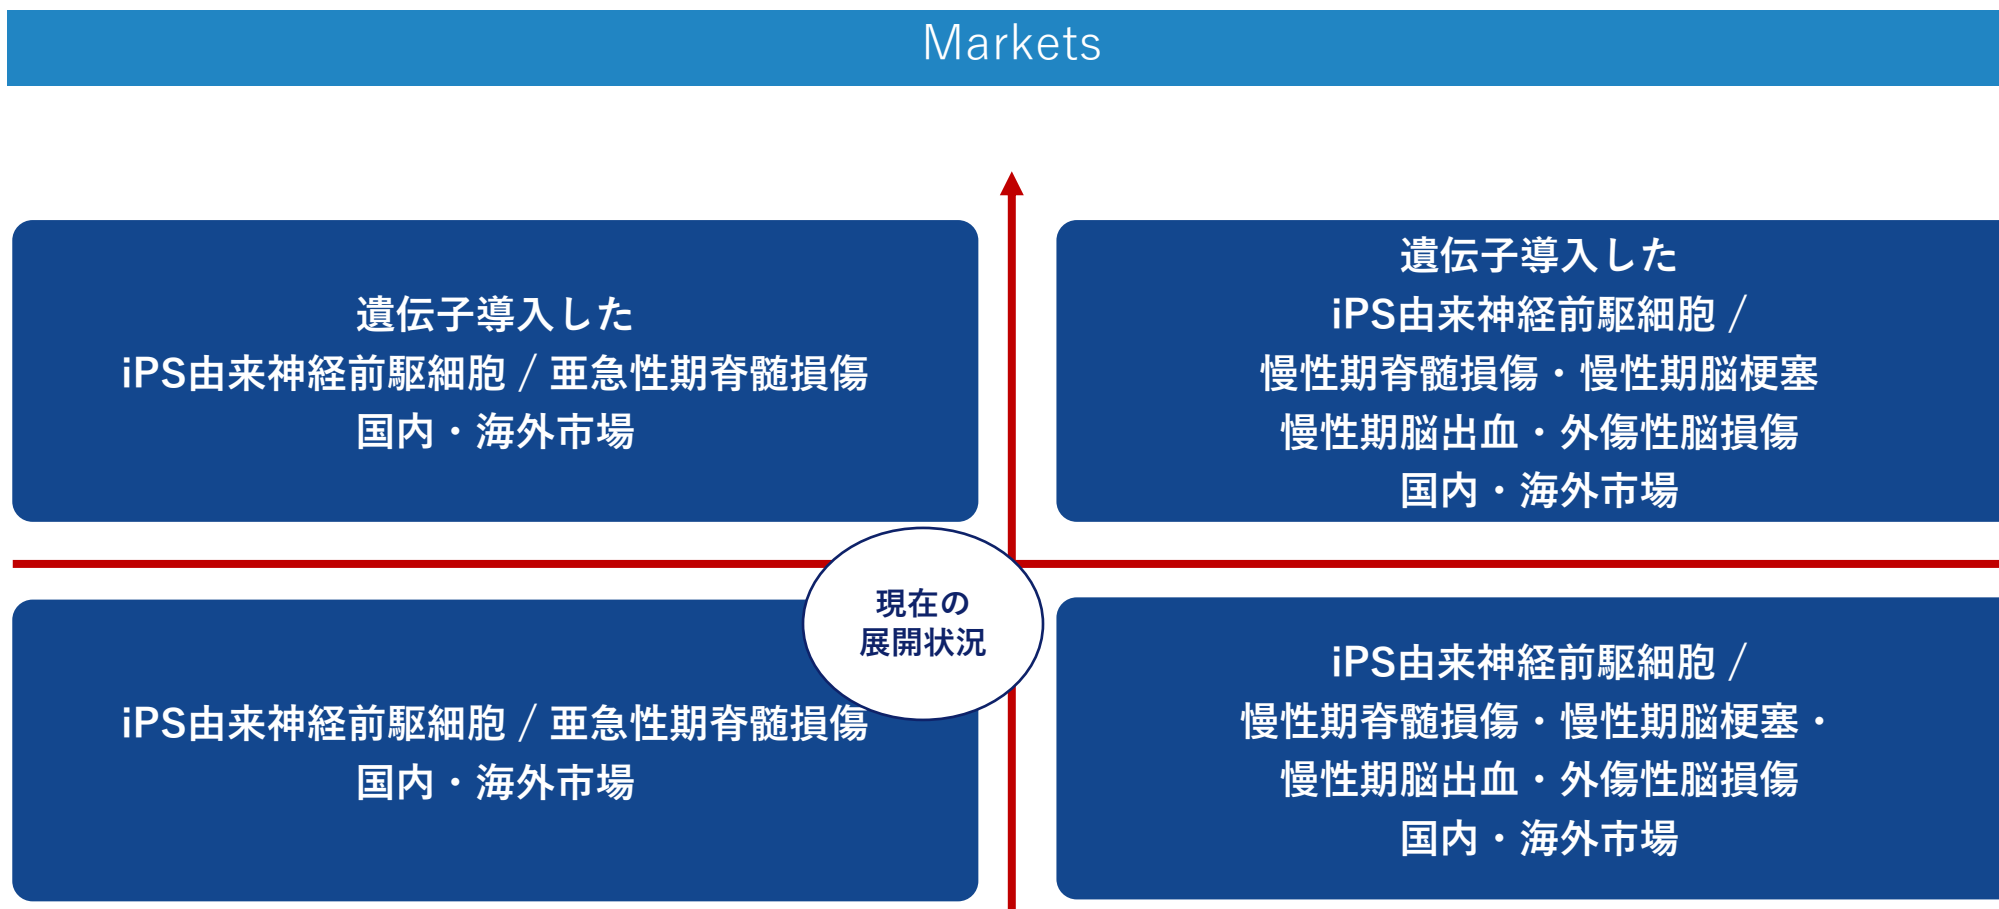 Markets
遺伝子導入した
iPS由来神経前駆細胞 / 亜急性期脊髄損傷
国内・海外市場
遺伝子導入した
iPS由来神経前駆細胞 /
慢性期脊髄損傷・慢性期脳梗塞
慢性期脳出血・外傷性脳損傷
国内・海外市場
現在の
展開状況
iPS由来神経前駆細胞 / 亜急性期脊髄損傷
国内・海外市場
iPS由来神経前駆細胞 /
慢性期脊髄損傷・慢性期脳梗塞・
慢性期脳出血・外傷性脳損傷
国内・海外市場